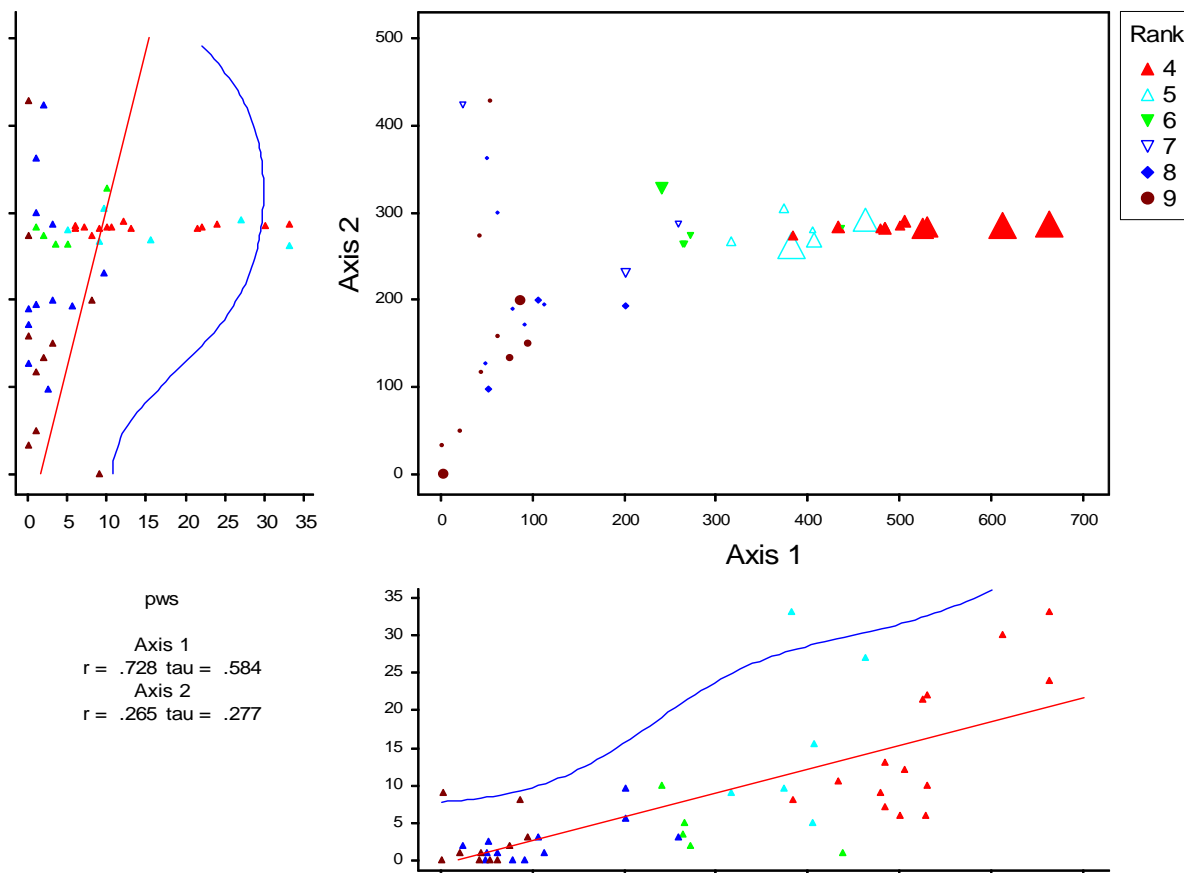 500
400
300
200
100
0
Axis 2
Rank
4
5
6
7
8
9
0 5 10 15 20 25 30 35
0 100 200 300 400 500 600 700
Axis 1
pws
Axis 1
r = .728 tau = .584
Axis 2
r = .265 tau = .277
35
30
25
20
15
10
5
0